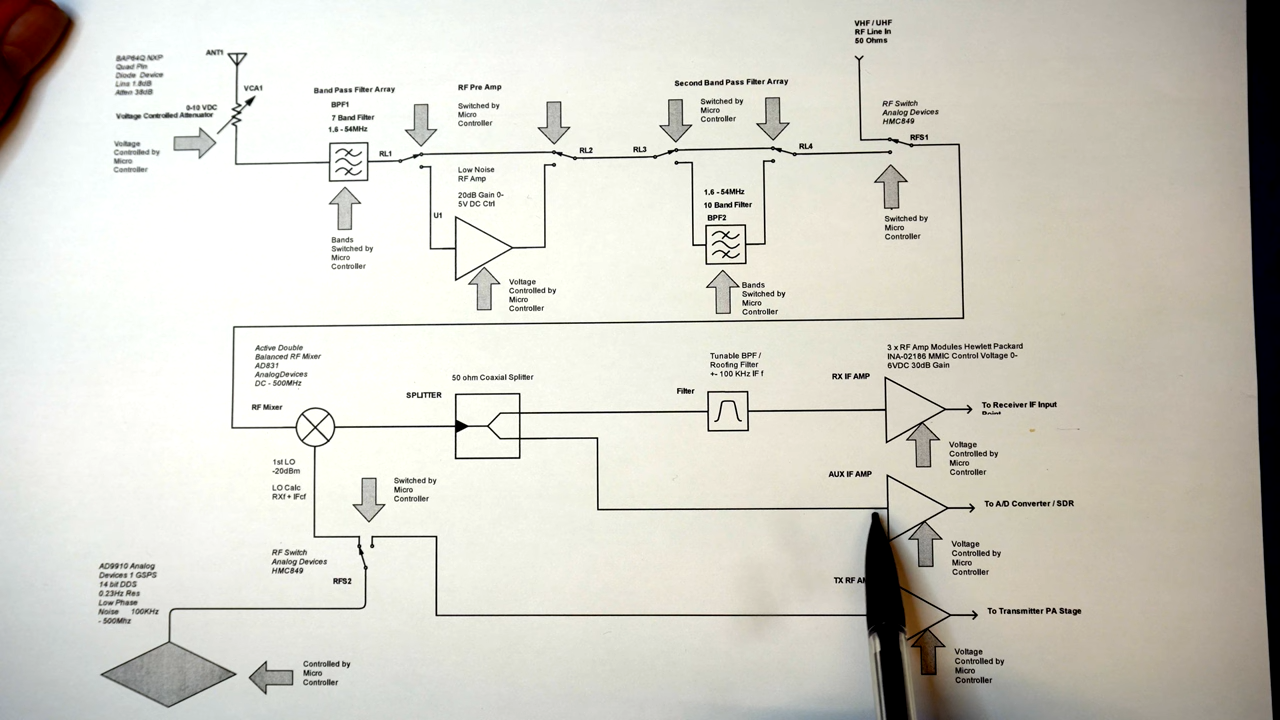 VHF / UHF
RF Line In
50 Ohms
ANT1
BAP64Q NXP
Quad Pin
Diode Device
Lins 1.8dB
Atten 38dB
VCA1
0-10 VDC
Voltage Controlled Attenuator
Voltage
Controlled by
Micro
Controller
Band Pass Filter Array
BPF1
7 Band Filter
1.6 - 54MHz
RL1
Bands
Switched by
Micro
Controller
RF Pre Amp
Switched by
Micro
Controller
RL2
Low Noise
RF Amp
20dB Gain 0-
5V DC Ctrl
U1
Voltage
Controlled by
Micro
Controller
Second Band Pass Filter Array
Switched by
Micro
Controller
RL3
RL4
1.6 - 54MHz
10 Band Filter
BPF2
Bands
Switched by
Micro
Controller
RF Switch
Analog Devices
HMC849
RFS1
Switched by
Micro
Controller
Active Double
Balanced RF Mixer
AD831
AnalogDevices
DC - 500MHz
RF Mixer
50 ohm Coaxial Splitter
SPLITTER
Tunable BPF /
Roofing Filter
+- 100 KHz IF f
Filter
3 x RF Amp Modules Hewlett Packard
INA-02186 MMIC Control Voltage 0-
6VDC 30dB Gain
RX IF AMP
To Receiver IF Input
Point
Voltage
Controlled by
Micro
Controller
1st LO
-20dBm
LO Calc
RXf + IFcf
Switched by
Micro
Controller
AUX IF AMP
To A/D Converter / SDR
Voltage
Controlled by
Micro
Controller
RF Switch
Analog Devices
HMC849
RFS2
AD9910 Analog
Devices 1 GSPS
14 bit DDS
0.23Hz Res
Low Phase
Noise 100KHz
- 500Mhz
TX RF
To Transmitter PA Stage
Voltage
Controlled by
Micro
Controller
Controlled by
Micro
Controller